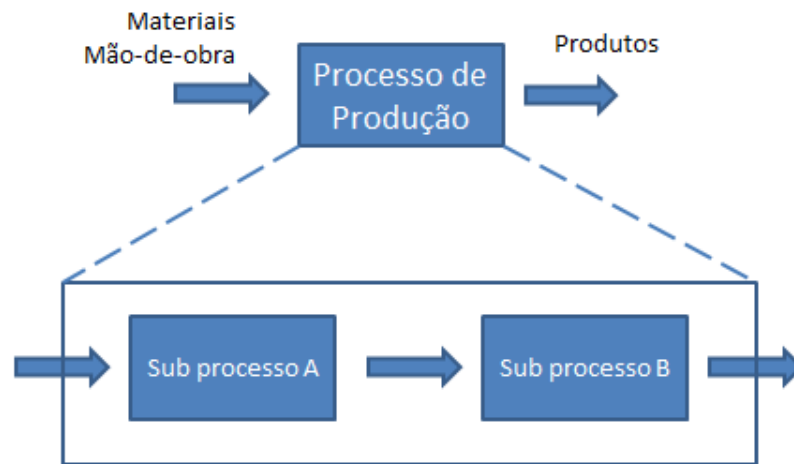 Materiais
Mão-de-obra
Produtos
Processo de
Produção
Sub processo A
Sub processo B